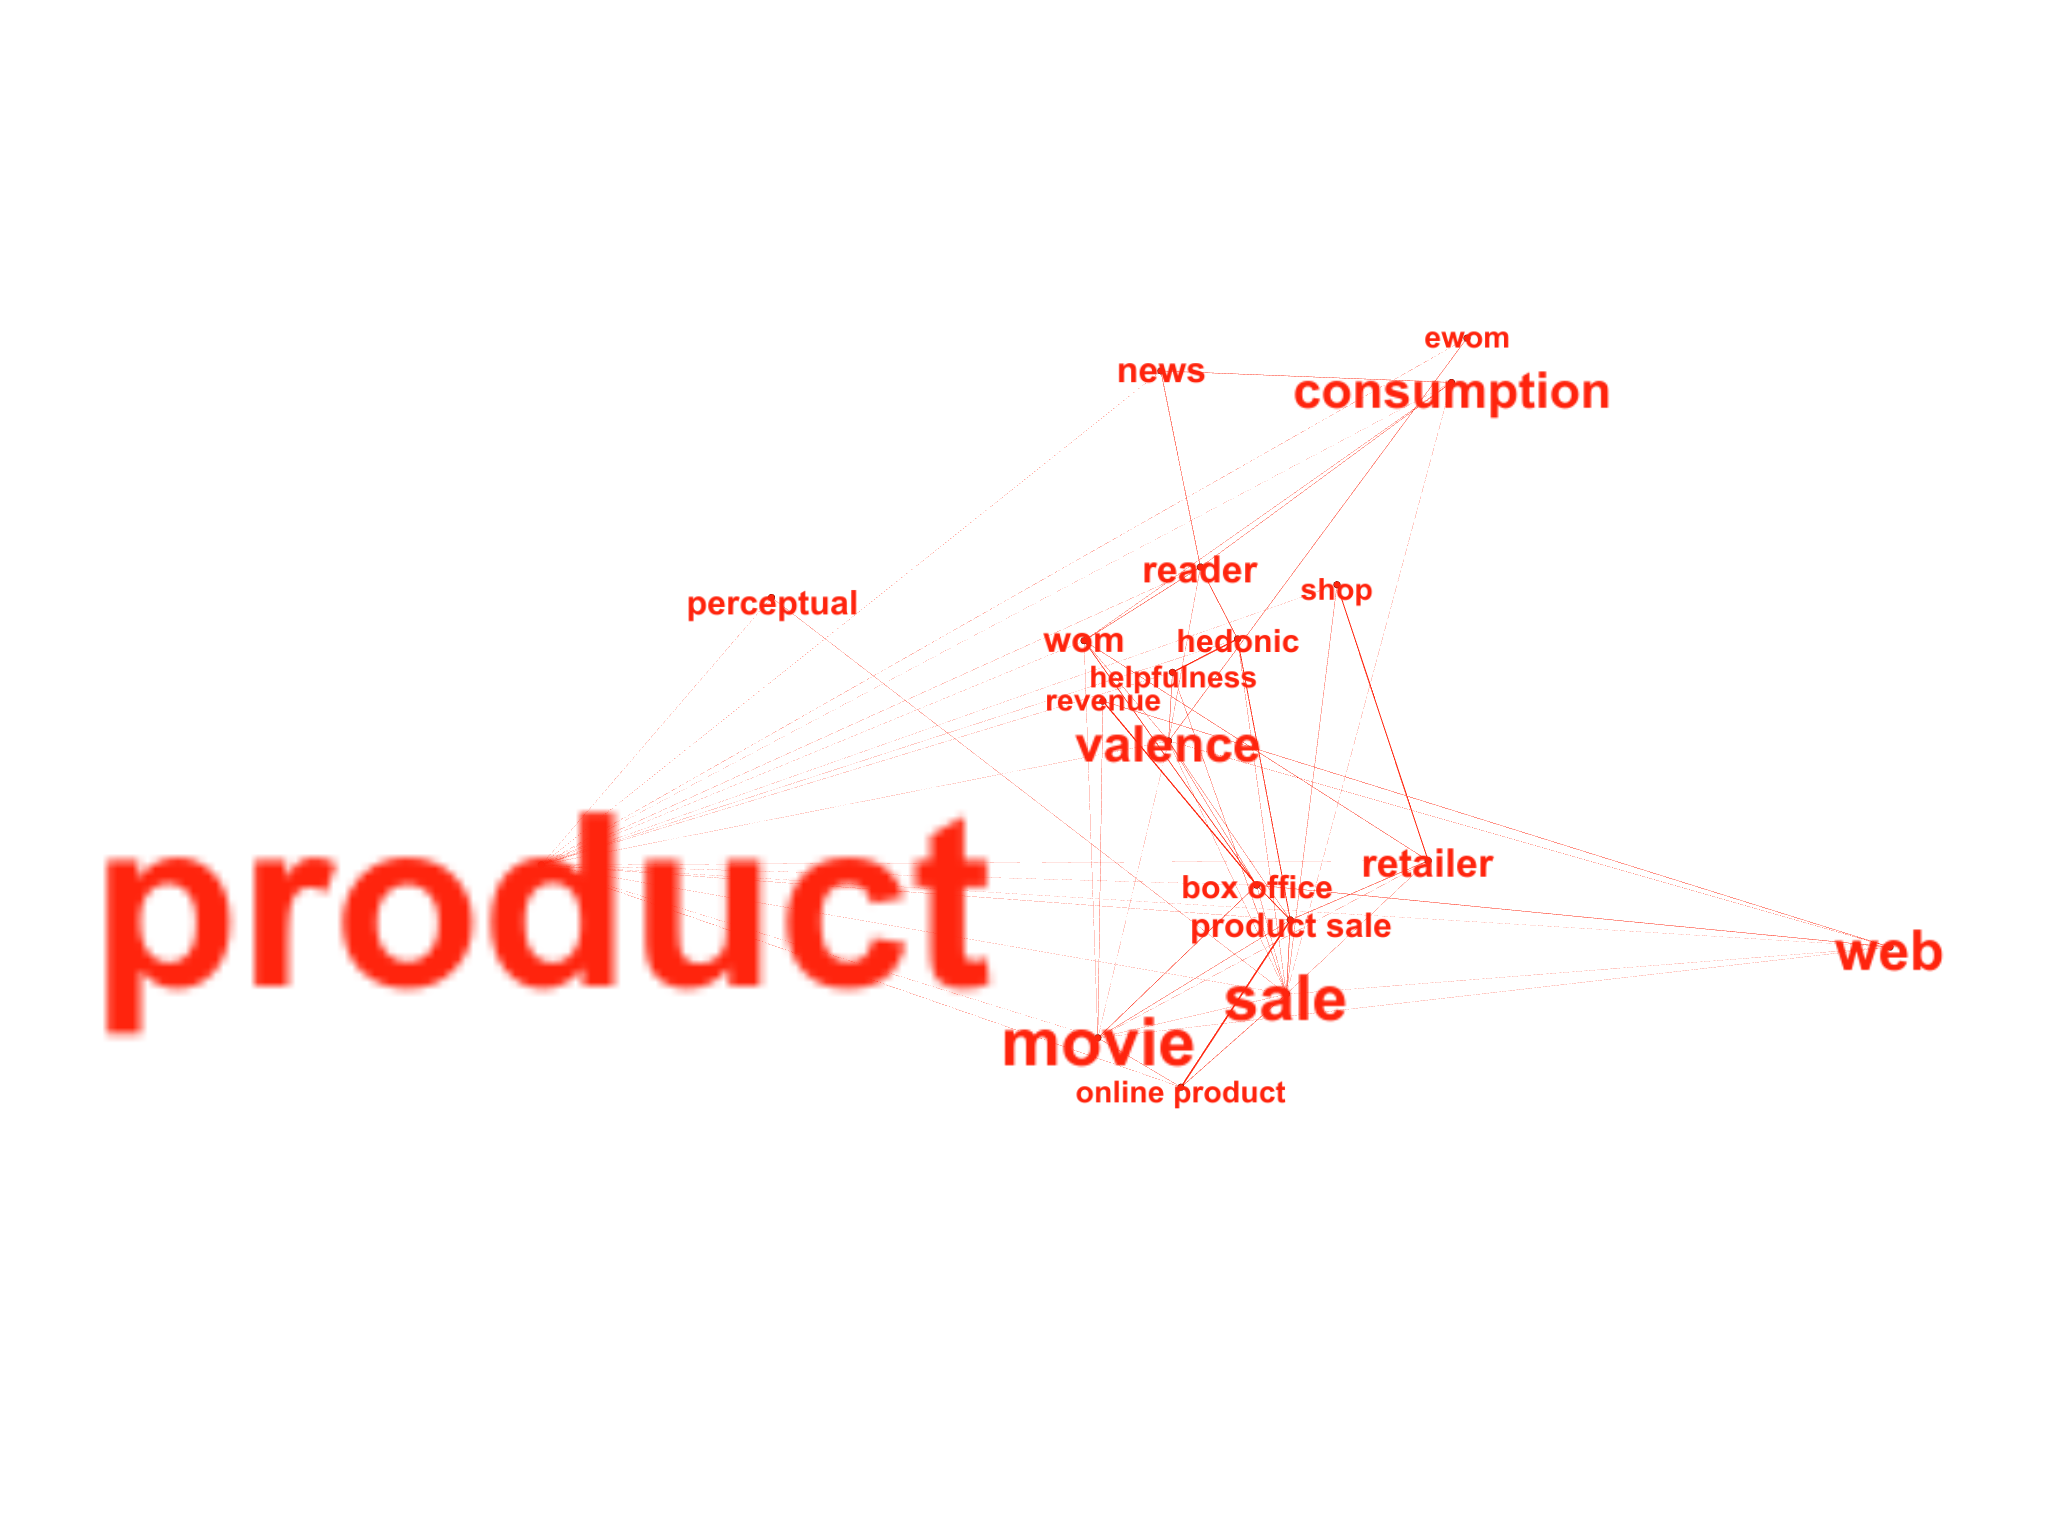 ewom
news
consumption
reader
shop
perceptual
wom
hedonic
helpfulness
revenue
valence
product
retailer
box office
product sale
web
sale
movie
online product